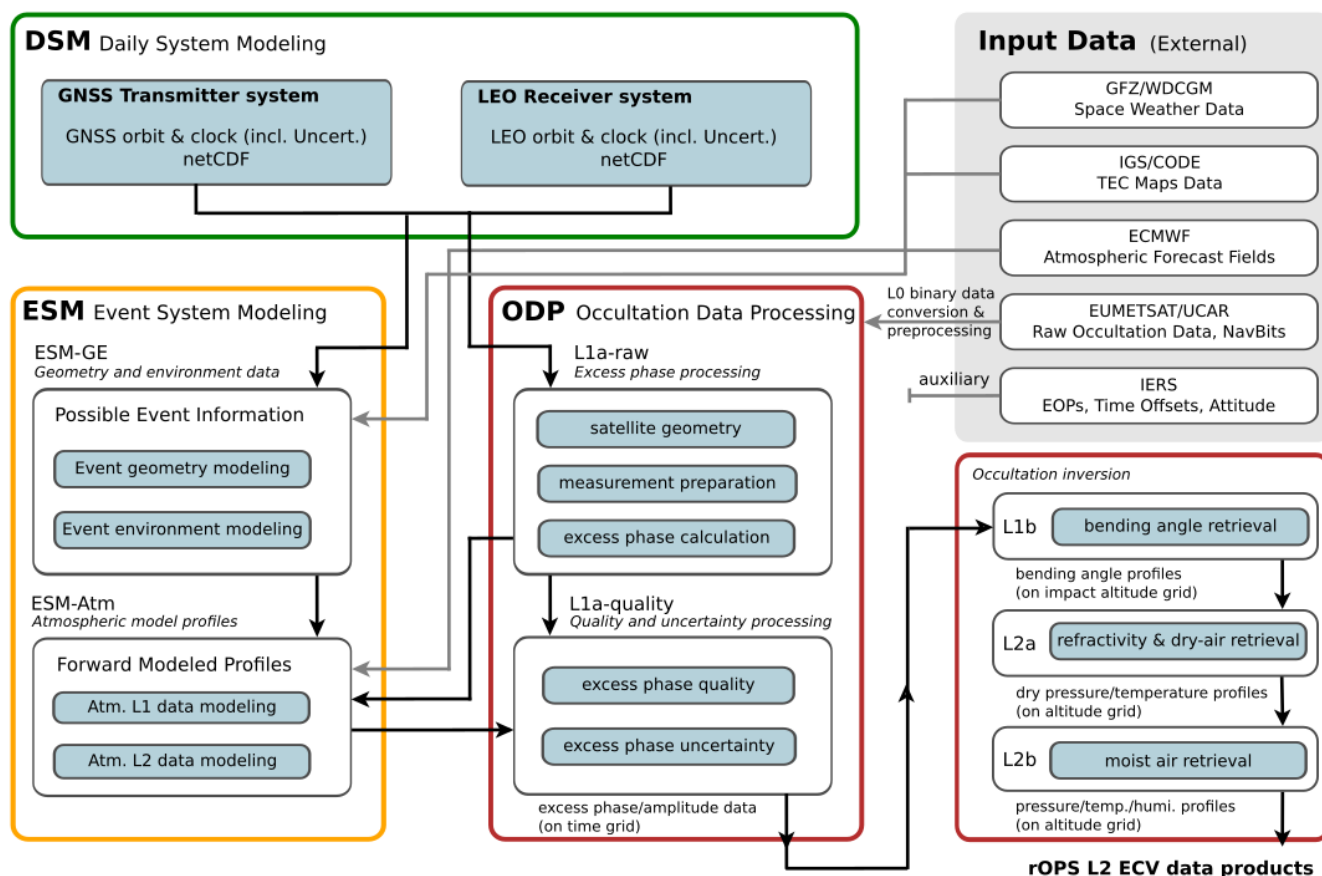 DSM Daily System Modeling
GNSS Transmitter system
GNSS orbit & clock (incl. Uncert.)
netCDF
LEO Receiver system
LEO orbit & clock (incl. Uncert.)
netCDF
Input Data (External)
GFZ/WDCGM
Space Weather Data
IGS/CODE
TEC Maps Data
ECMWF
Atmospheric Forecast Fields
L0 binary data
conversion &
preprocessing
EUMETSAT/UCAR
Raw Occultation Data, NavBits
auxiliary
IERS
EOPs, Time Offsets, Attitude
ESM Event System Modeling
ESM-GE
Geometry and environment data
Possible Event Information
Event geometry modeling
Event environment modeling
ESM-Atm
Atmospheric model profiles
Forward Modeled Profiles
Atm. L1 data modeling
Atm. L2 data modeling
ODP Occultation Data Processing
L1a-raw
Excess phase processing
satellite geometry
measurement preparation
excess phase calculation
L1a-quality
Quality and uncertainty processing
excess phase quality
excess phase uncertainty
excess phase/amplitude data
(on time grid)
Occultation inversion
L1b
bending angle retrieval
bending angle profiles
(on impact altitude grid)
L2a
refractivity & dry-air retrieval
dry pressure/temperature profiles
(on altitude grid)
L2b
moist air retrieval
pressure/temp./humi. profiles
(on altitude grid)
rOPS L2 ECV data products